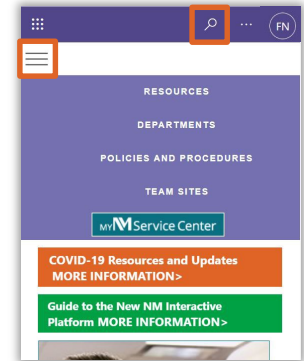 FN
RESOURCES
DEPARTMENTS
POLICIES AND PROCEDURES
TEAM SITES
MY NM Service Center
COVID-19 Resources and Updates
MORE INFORMATION>
Guide to the New NM Interactive
Platform MORE INFORMATION>